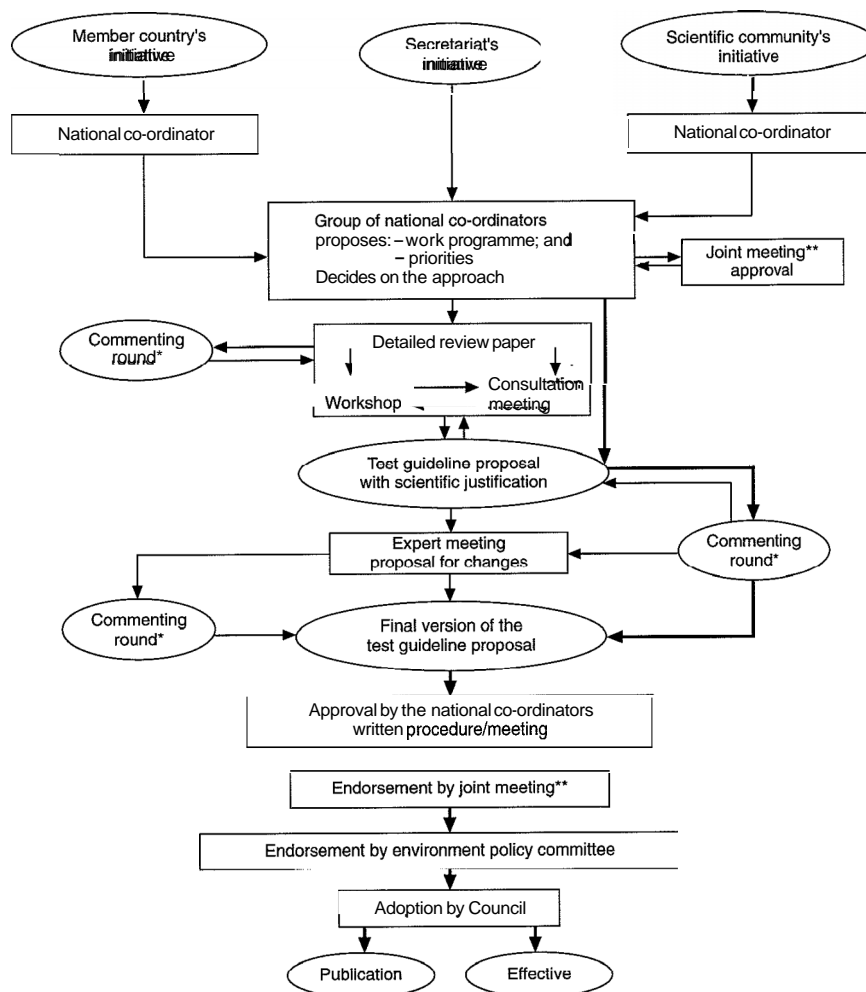 Member country's
initiative
Secretariat's
initiative
Scientific community's
initiative
National co-ordinator
National co-ordinator
Group of national co-ordinators
proposes: – work programme; and
– priorities
Decides on the approach
Joint meeting**
approval
Commenting
round*
Detailed review paper
Workshop
Consultation
meeting
Test guideline proposal
with scientific justification
Expert meeting
proposal for changes
Commenting
round*
Commenting
round*
Final version of the
test guideline proposal
Approval by the national co-ordinators
written procedure/meeting
Endorsement by joint meeting**
Endorsement by environment policy committee
Adoption by Council
Publication
Effective